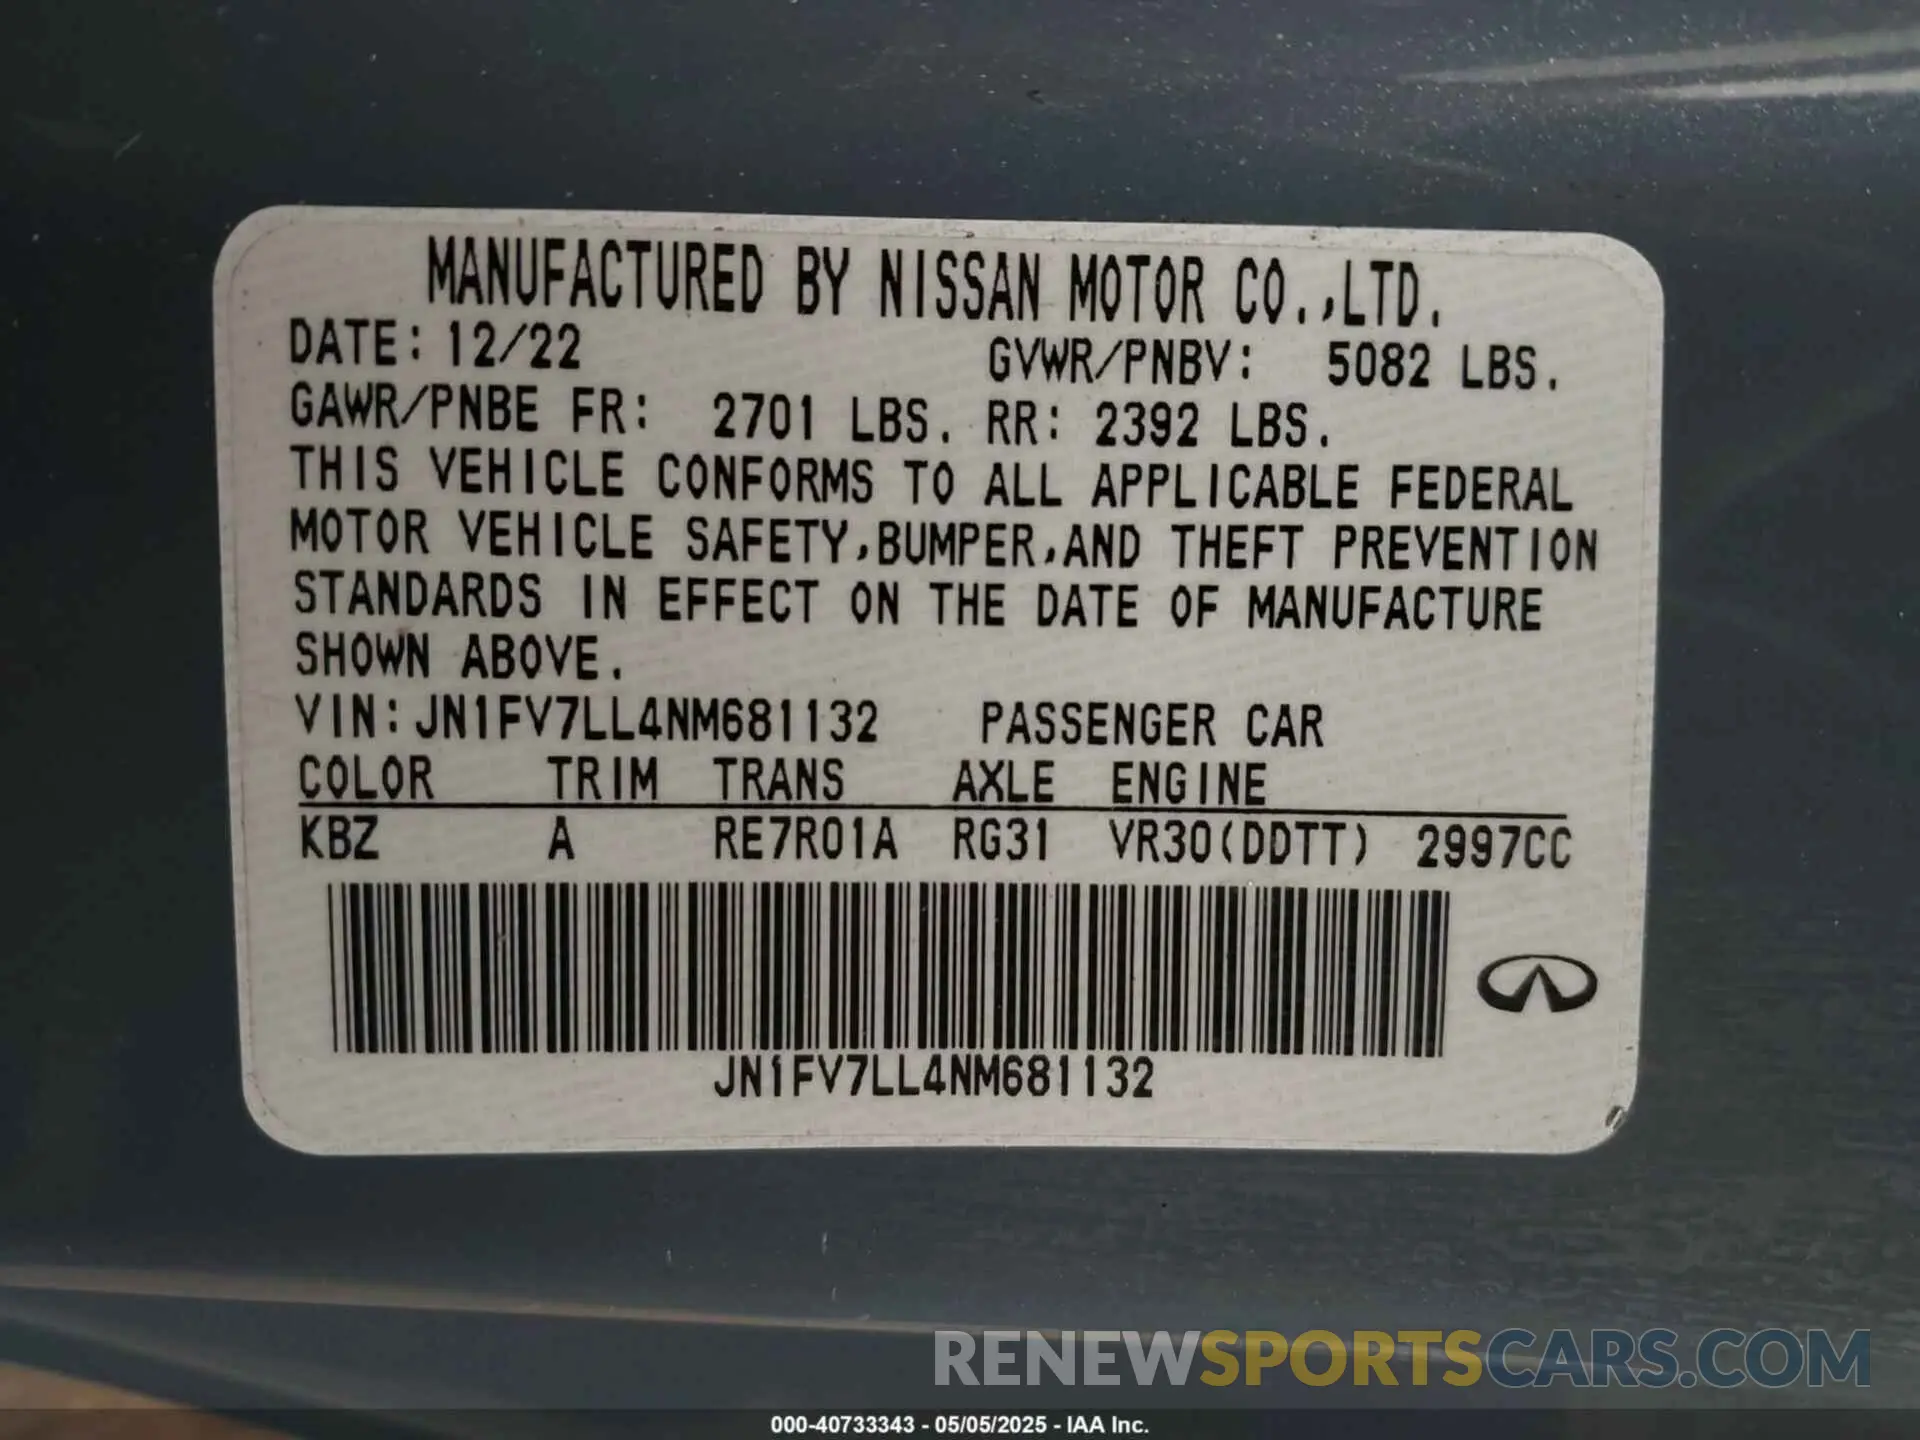 MANUFACTURED BY NISSAN MOTOR CO.,LTD.
DATE: 12/22 GVWR/PNBV: 5082 LBS.
GAWR/PNBE FR: 2701 LBS. RR: 2392 LBS.
THIS VEHICLE CONFORMS TO ALL APPLICABLE FEDERAL
MOTOR VEHICLE SAFETY,BUMPER,AND THEFT PREVENTION
STANDARDS IN EFFECT ON THE DATE OF MANUFACTURE
SHOWN ABOVE.
VIN:JN1FV7LL4NM681132 PASSENGER CAR
COLOR TRIM TRANS AXLE ENGINE
KBZ A RE7R01A RG31 VR30(DDTT) 2997CC
JN1FV7LL4NM681132
RENEWSPORTSCARS.COM
000-40733343 - 05/05/2025 - IAA Inc.